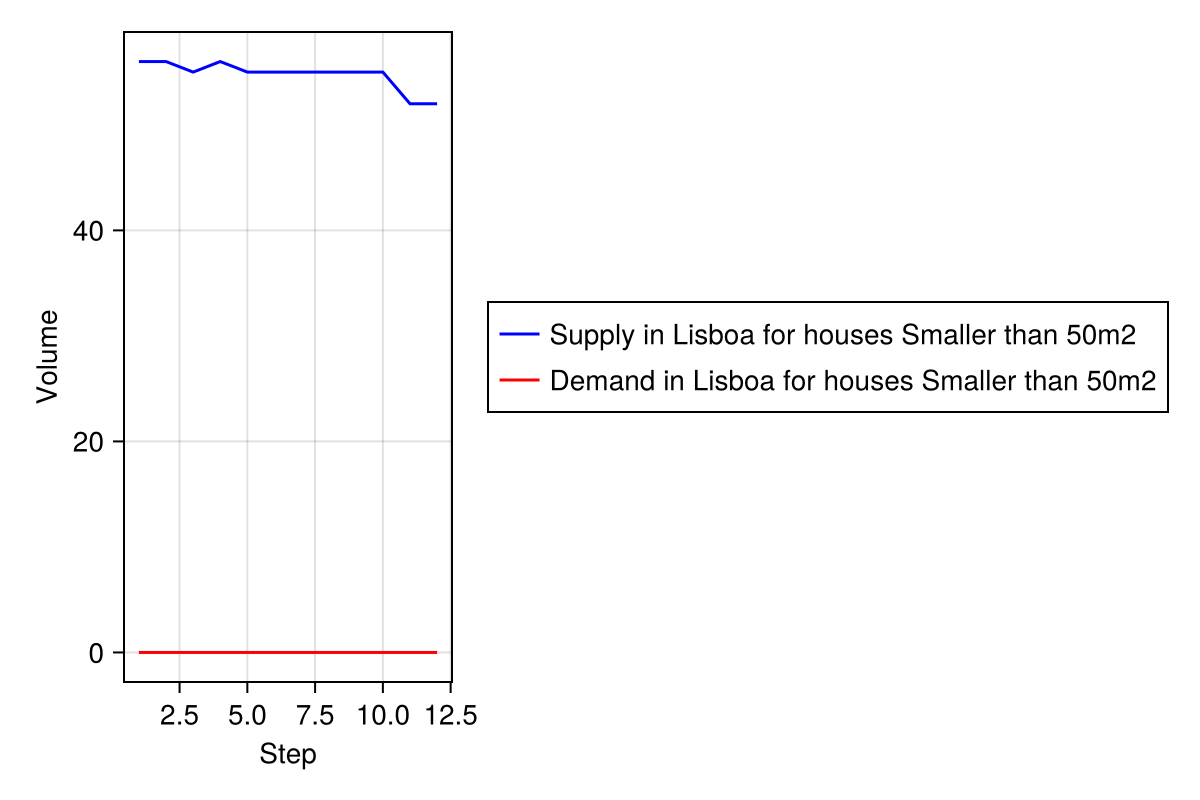 Volume
40
20
0
2.5 5.0 7.5 10.0 12.5
Step
Supply in Lisboa for houses Smaller than 50m2
Demand in Lisboa for houses Smaller than 50m2